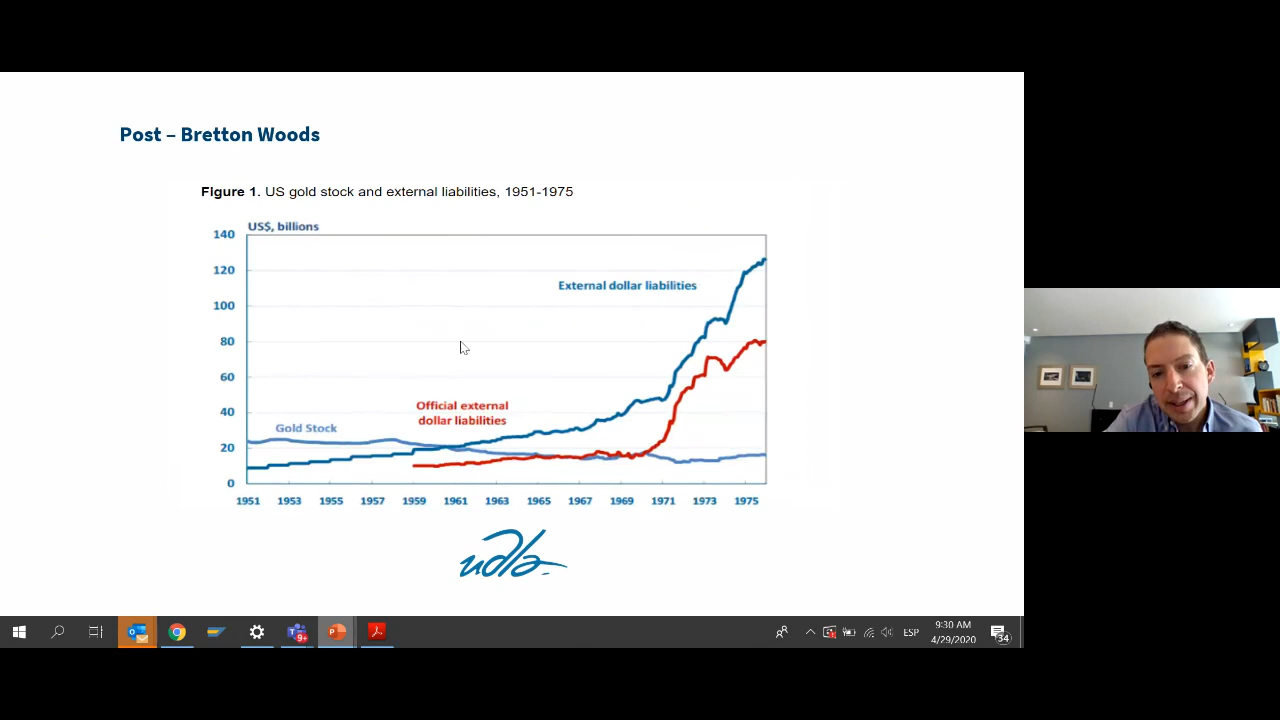 Post – Bretton Woods
Figure 1. US gold stock and external liabilities, 1951-1975
US$, billions
140
120
100
80
60
40
20
0
External dollar liabilities
Official external
dollar liabilities
Gold Stock
1951 1953 1955 1957 1959 1961 1963 1965 1967 1969 1971 1973 1975
udla
9+
ESP
9:30 AM
4/29/2020
34